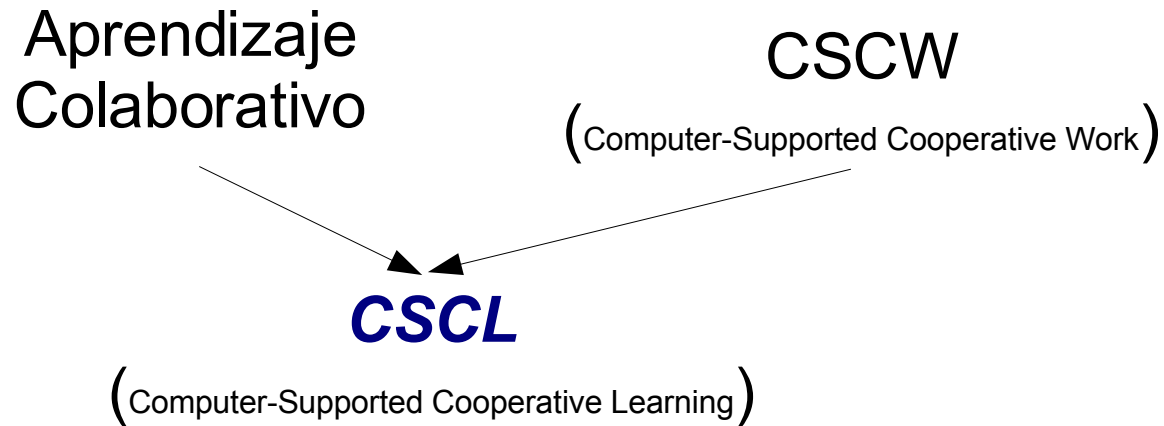 Aprendizaje
Colaborativo
CSCW
(Computer-Supported Cooperative Work)
CSCL
(Computer-Supported Cooperative Learning)